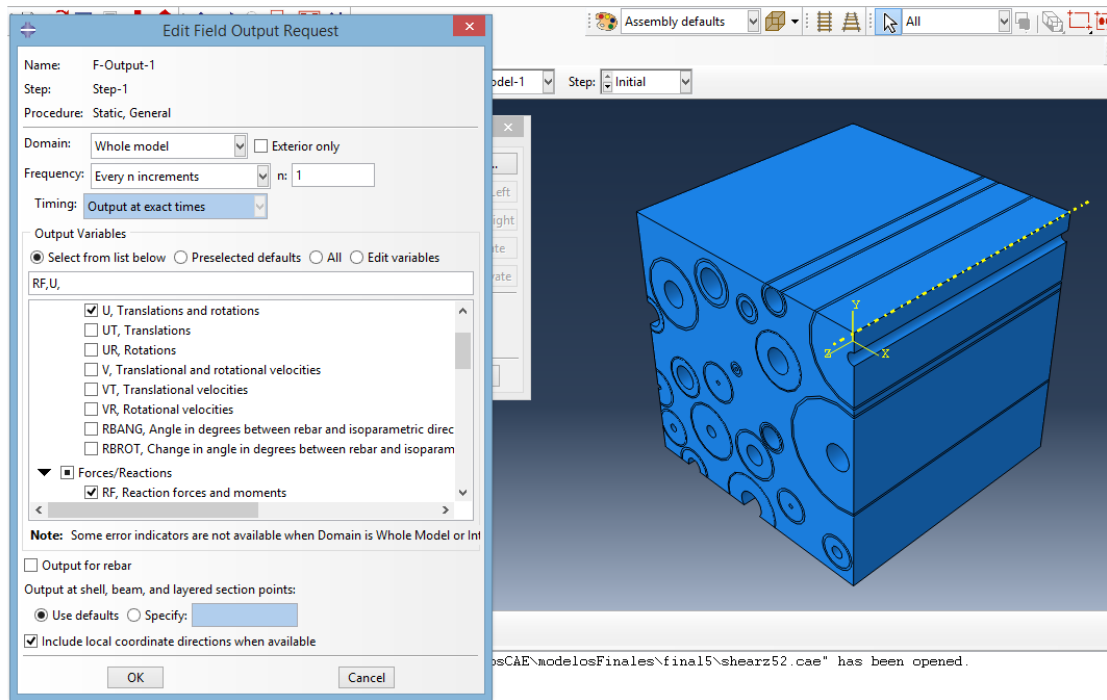 Edit Field Output Request
Assembly defaults
All
Name: F-Output-1
Step: Step-1
Procedure: Static, General
Domain: Whole model Exterior only
Frequency: Every n increments n: 1
Timing: Output at exact times
Output Variables
Select from list below Preselected defaults All Edit variables
RF,U,
U, Translations and rotations
UT, Translations
UR, Rotations
V, Translational and rotational velocities
VT, Translational velocities
VR, Rotational velocities
RBANG, Angle in degrees between rebar and isoparametric direc
RBROT, Change in angle in degrees between rebar and isoparam
Forces/Reactions
RF, Reaction forces and moments
Note: Some error indicators are not available when Domain is Whole Model or Int
Output for rebar
Output at shell, beam, and layered section points:
Use defaults Specify:
Include local coordinate directions when available
OK Cancel
odel-1 Step: Initial
..
Left
ight
te
vate
Y
Z X
osCAE\modelosFinales\final5\shearz52.cae" has been opened.